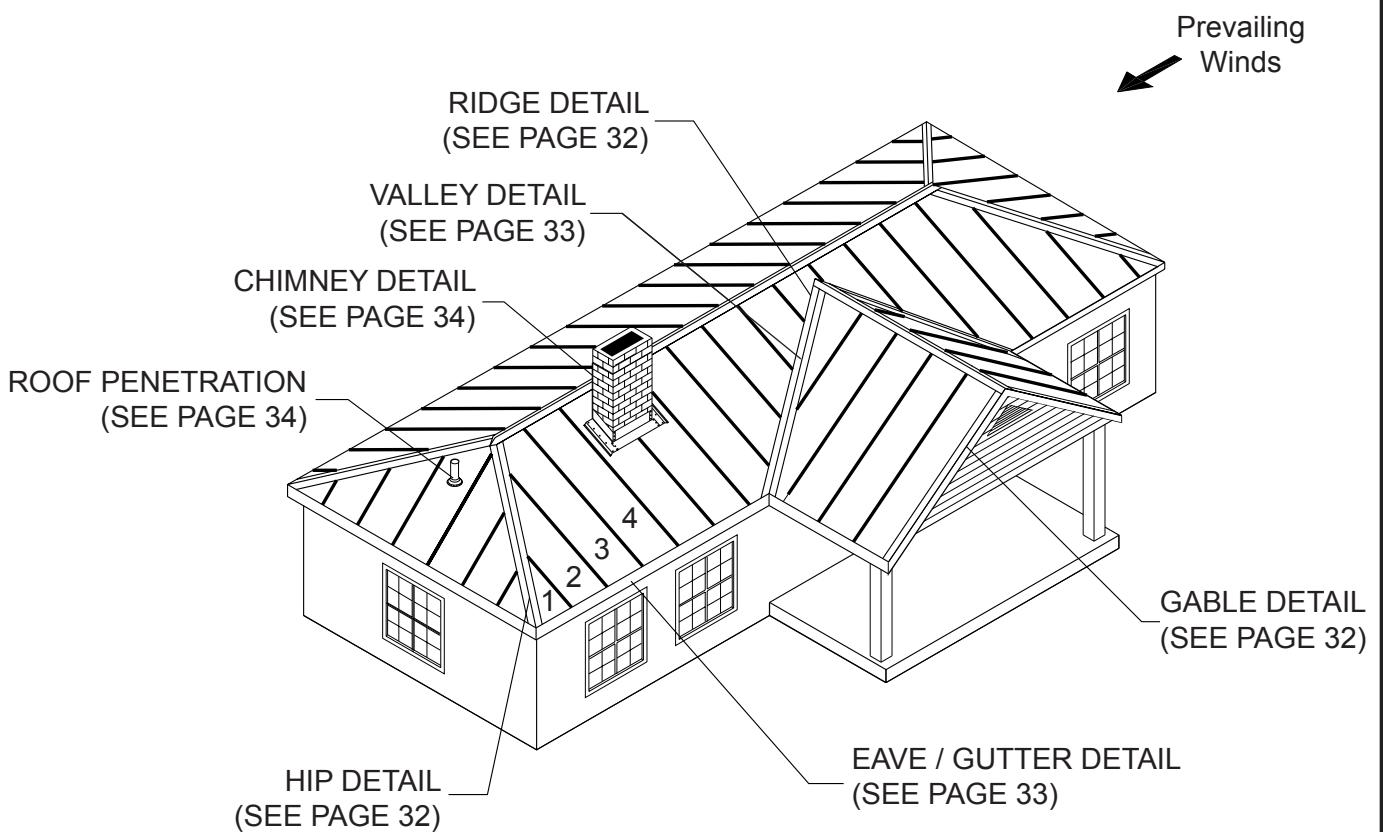 Prevailing
Winds
RIDGE DETAIL
(SEE PAGE 32)
VALLEY DETAIL
(SEE PAGE 33)
CHIMNEY DETAIL
(SEE PAGE 34)
ROOF PENETRATION
(SEE PAGE 34)
4
3
2
1
GABLE DETAIL
(SEE PAGE 32)
EAVE / GUTTER DETAIL
(SEE PAGE 33)
HIP DETAIL
(SEE PAGE 32)